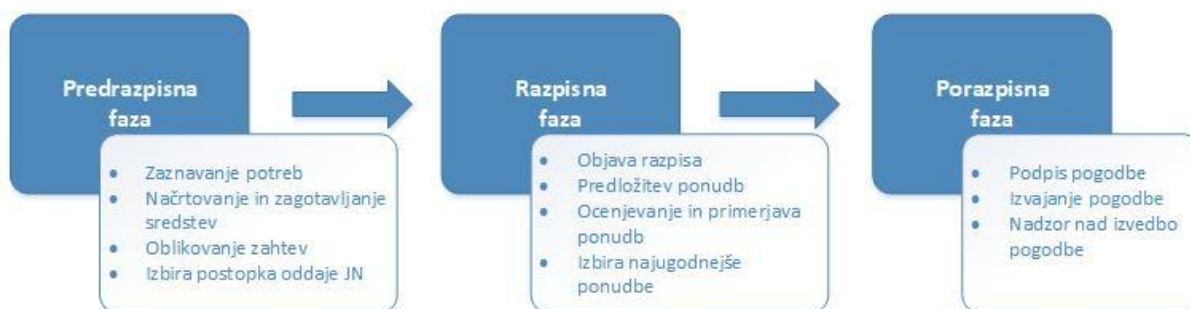 Predrazpisna
faza
• Zaznavanje potreb
• Načrtovanje in zagotavljanje
sredstev
• Oblikovanje zahtev
• Izbira postopka oddaje JN
Razpisna
faza
• Objava razpisa
• Predložitev ponudb
• Ocenjevanje in primerjava
ponudb
• Izbira najugodnejše
ponudbe
Porazpisna
faza
• Podpis pogodbe
• Izvajanje pogodbe
• Nadzor nad izvedbo
pogodbe